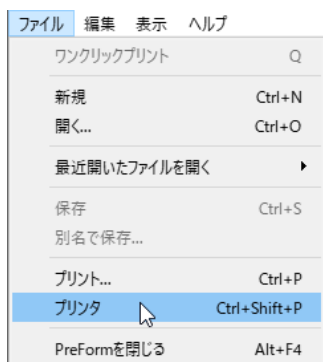 ファイル 編集 表示 ヘルプ
ワンクリックプリント Q
新規 Ctrl+N
開く... Ctrl+O
最近開いたファイルを開く
保存 Ctrl+S
別名で保存...
プリント... Ctrl+P
プリンタ Ctrl+Shift+P
PreFormを閉じる Alt+F4